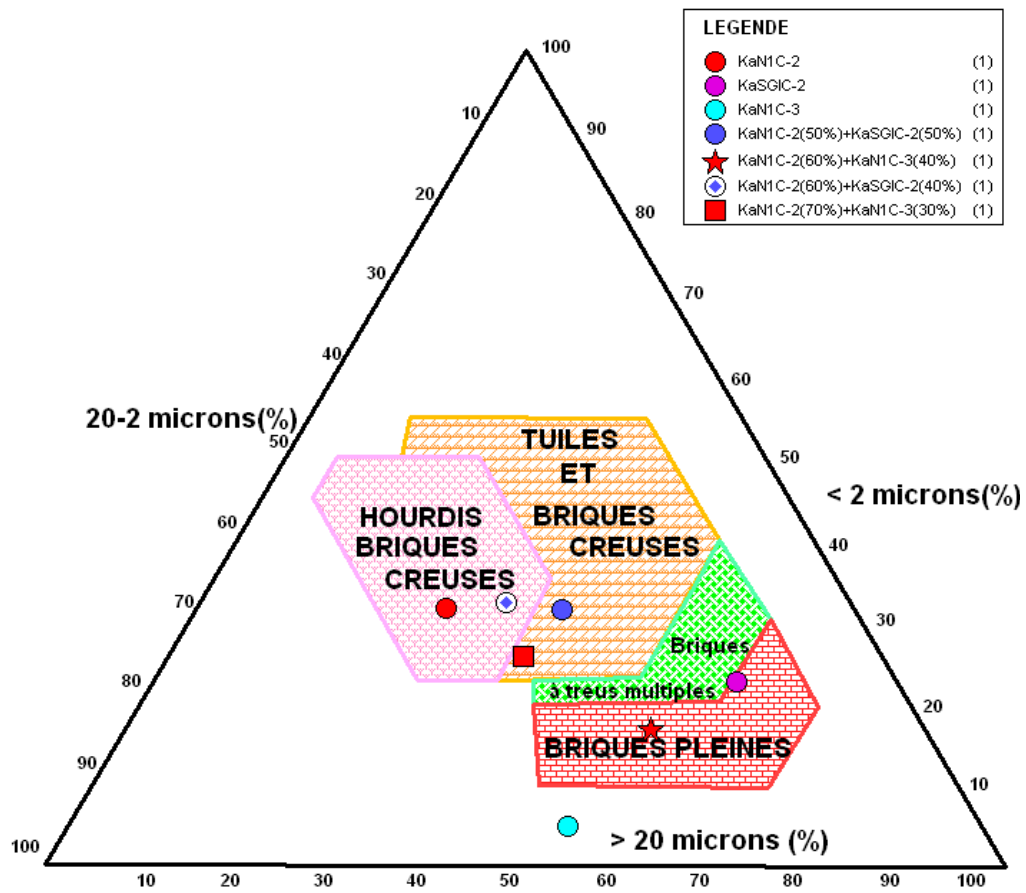 LEGENDE
KaN1C-2 (1)
KaSGIC-2 (1)
KaN1C-3 (1)
KaN1C-2(50%)+KaSGIC-2(50%) (1)
KaN1C-2(60%)+KaN1C-3(40%) (1)
KaN1C-2(60%)+KaSGIC-2(40%) (1)
KaN1C-2(70%)+KaN1C-3(30%) (1)
100
10
90
20
80
30
70
40
60
20-2 microns(%)
50
50
< 2 microns(%)
60
40
70
30
80
20
90
10
100
TUILES
ET
BRIQUES
CREUSES
HOURDIS
BRIQUES
CREUSES
Briques
à treus multiples
BRIQUES PLEINES
> 20 microns (%)
10 20 30 40 50 60 70 80 90 100